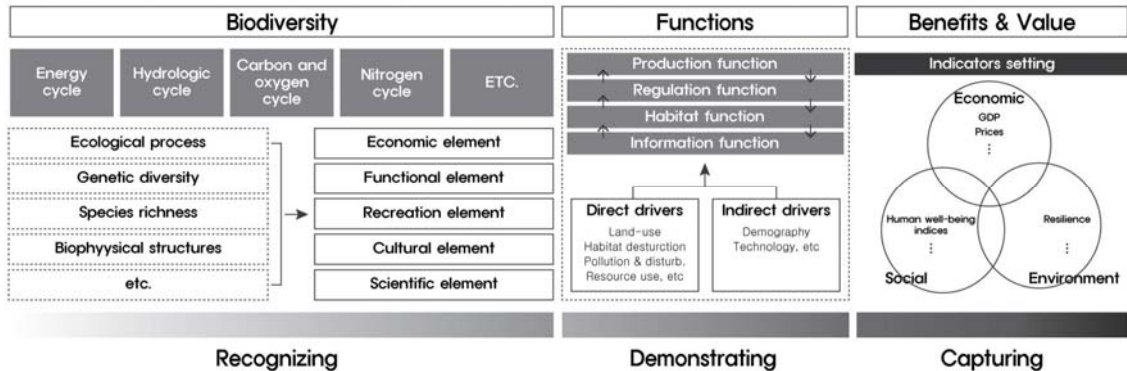 Biodiversity
Energy
cycle
Hydrologic
cycle
Carbon and
oxygen
cycle
Nitrogen
cycle
ETC.
Ecological process
Genetic diversity
Species richness
Biophyysical structures
etc.
Economic element
Functional element
Recreation element
Cultural element
Scientific element
Recognizing
Functions
Production function
Regulation function
Habitat function
Information function
Direct drivers
Land-use
Habitat desturction
Pollution & disturb.
Resource use, etc
Indirect drivers
Demography
Technology, etc
Demonstrating
Benefits & Value
Indicators setting
Economic
GDP
Prices
⋮
Human well-being
indices
⋮
Social
Resilience
⋮
Environment
Capturing